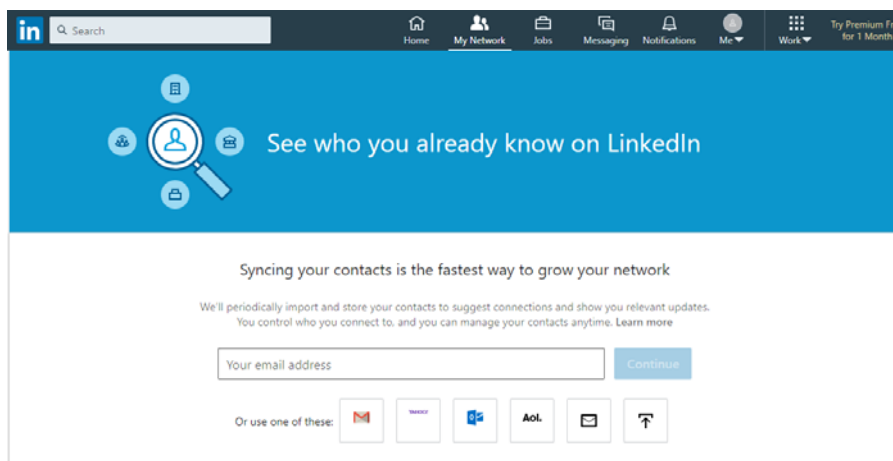 in
Search
Home
My Network
Jobs
Messaging
Notifications
Me
Work
Try Premium Fr
for 1 Month
See who you already know on LinkedIn
Syncing your contacts is the fastest way to grow your network
We'll periodically import and store your contacts to suggest connections and show you relevant updates.
You control who you connect to, and you can manage your contacts anytime. Learn more
Your email address
Continue
Or use one of these:
YAHOO!
Aol.